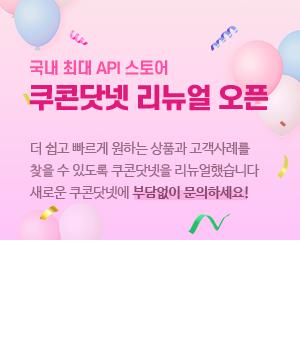 국내 최대 API 스토어
쿠콘닷넷 리뉴얼 오픈
더 쉽고 빠르게 원하는 상품과 고객사례를
찾을 수 있도록 쿠콘닷넷을 리뉴얼했습니다
새로운 쿠콘닷넷에 부담없이 문의하세요!